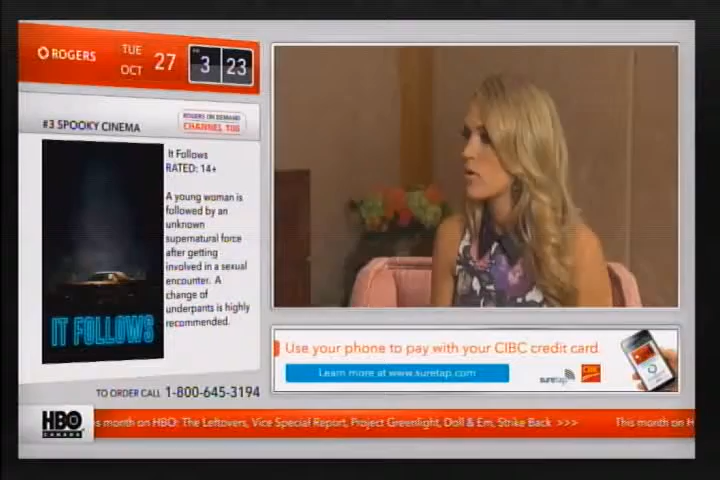 ROGERS
TUE
OCT
27
PM
3 23
#3 SPOOKY CINEMA
ROGERS ON DEMAND
CHANNEL 100
It Follows
RATED: 14+
A young woman is
followed by an
unknown
supernatural force
after getting
involved in a sexual
encounter. A
change of
underpants is highly
recommended.
IT FOLLOWS
TO ORDER CALL 1-800-645-3194
Use your phone to pay with your CIBC credit card.
Learn more at www.suretap.com
suretap
CIBC
HBO
CANADA
s month on HBO: The Leftovers, Vice Special Report, Project Greenlight, Doll & Em, Strike Back >>>
This month on H